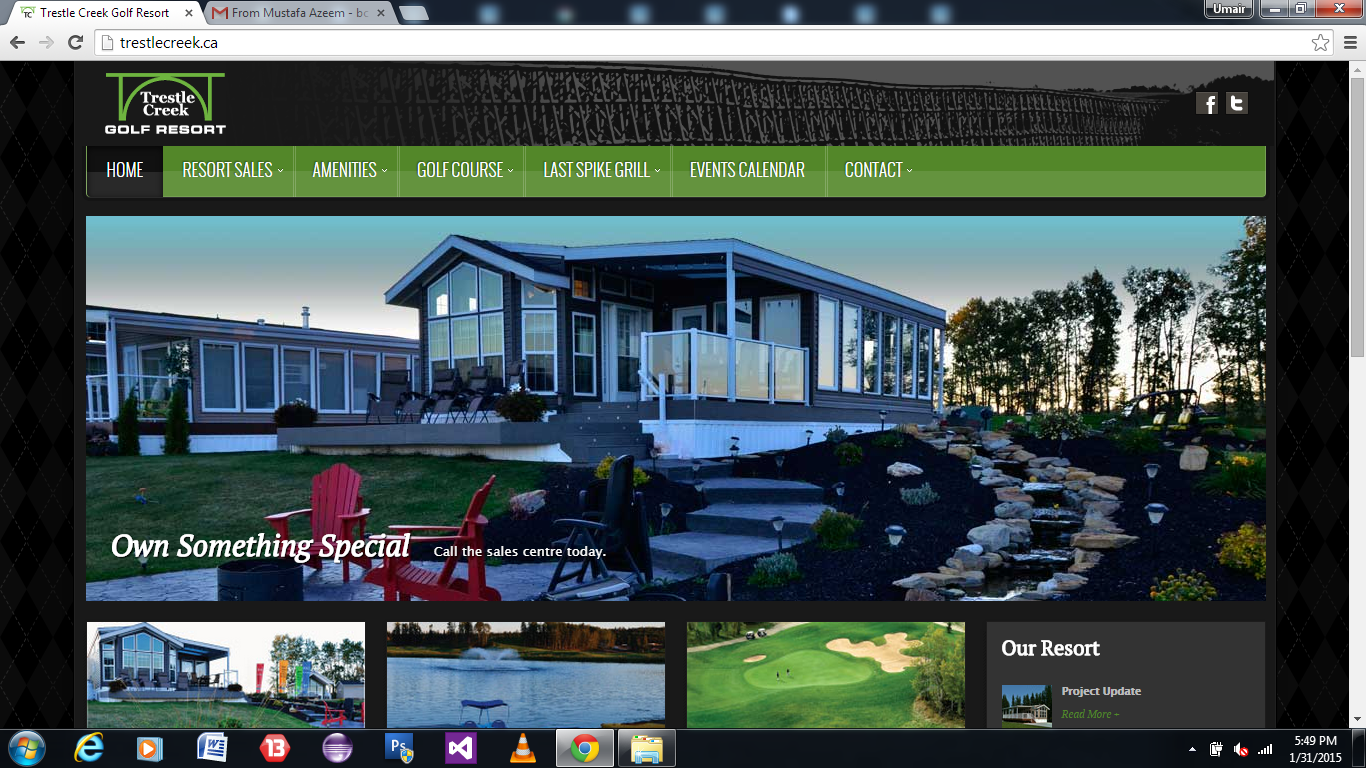 Trestle Creek Golf Resort
From Mustafa Azeem - bo
Umair
trestlecreek.ca
Trestle
Creek
GOLF RESORT
HOME
RESORT SALES
AMENITIES
GOLF COURSE
LAST SPIKE GRILL
EVENTS CALENDAR
CONTACT
Own Something Special
Call the sales centre today.
Our Resort
Project Update
Read More +
5:49 PM
1/31/2015